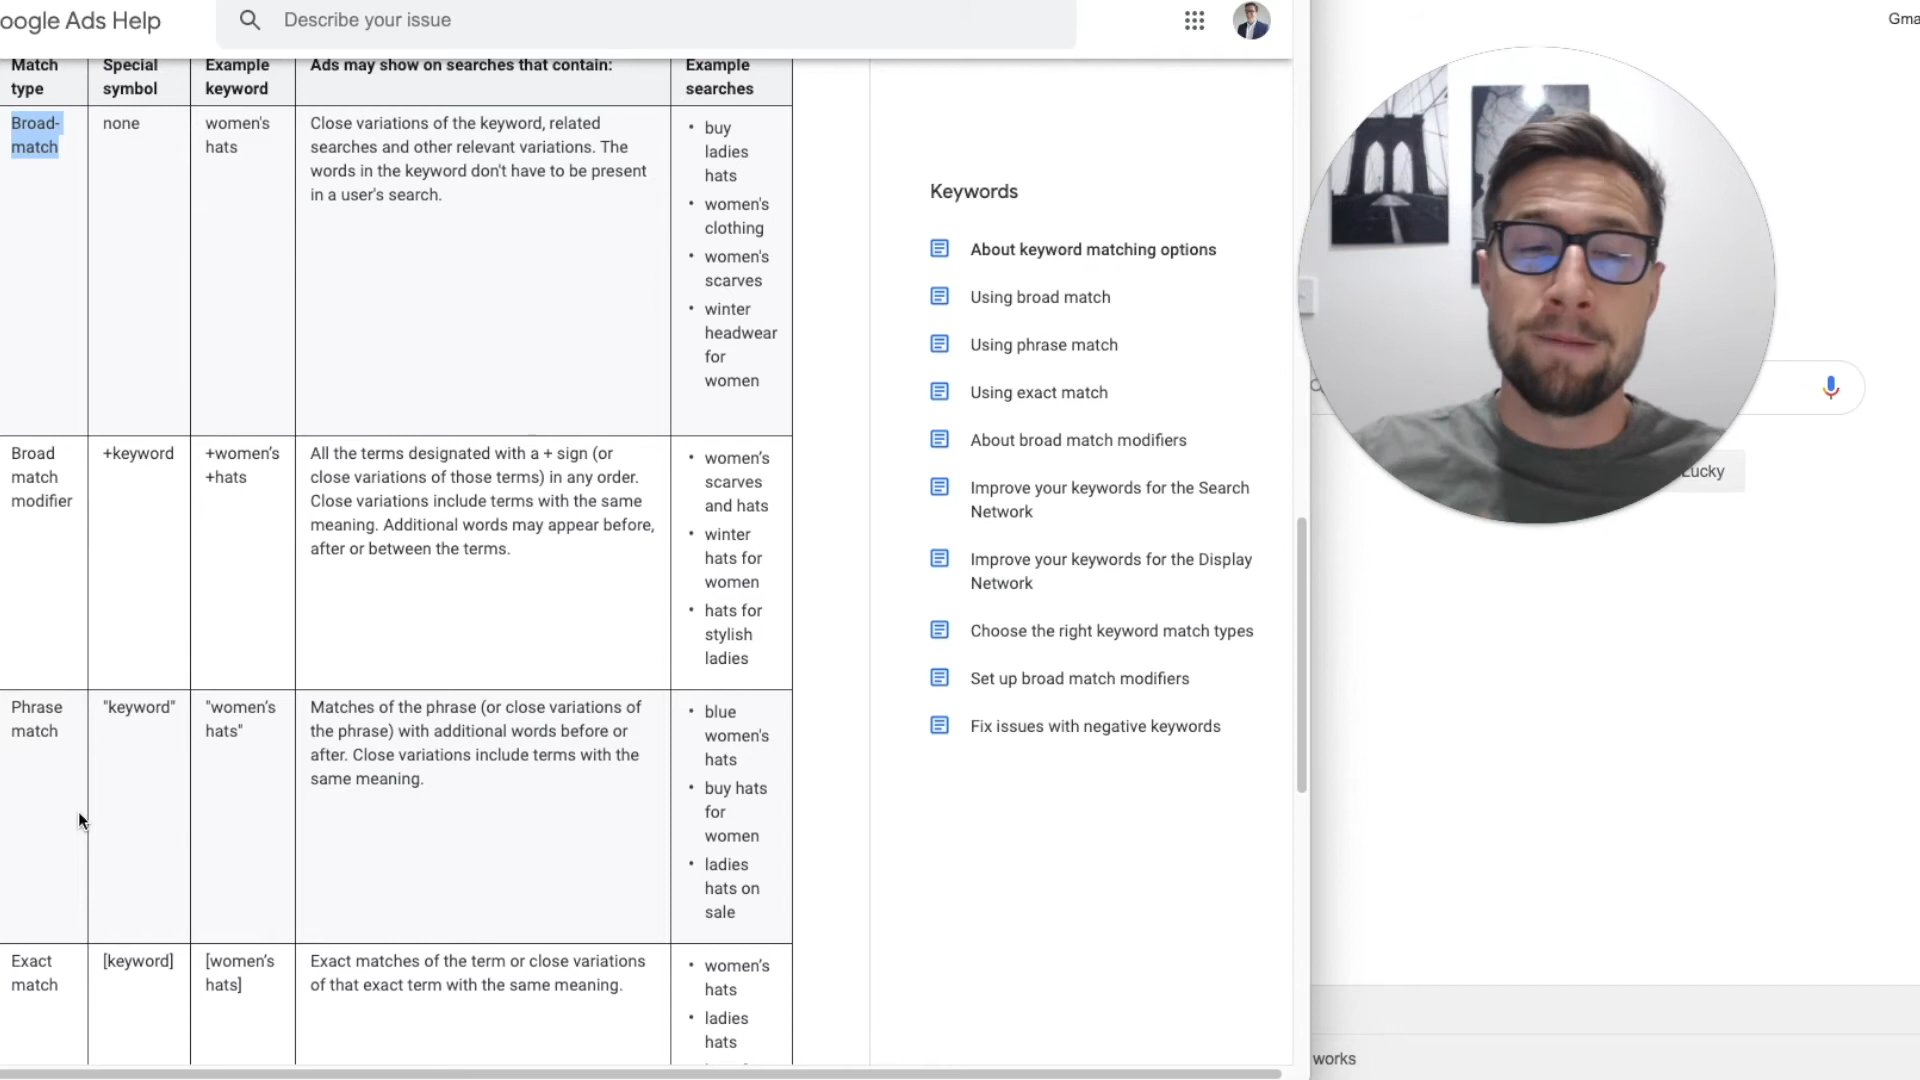 oogle Ads Help
Describe your issue
Gma
Match type
Special symbol
Example keyword
Ads may show on searches that contain:
Example searches
Broad-
match
none
women's
hats
Close variations of the keyword, related
searches and other relevant variations. The
words in the keyword don't have to be present
in a user's search.
• buy
ladies
hats
• women's
clothing
• women's
scarves
• winter
headwear
for
women
Broad
match
modifier
+keyword
+women's
+hats
All the terms designated with a + sign (or
close variations of those terms) in any order.
Close variations include terms with the same
meaning. Additional words may appear before,
after or between the terms.
• women's
scarves
and hats
• winter
hats for
women
• hats for
stylish
ladies
Phrase
match
"keyword"
"women's
hats"
Matches of the phrase (or close variations of
the phrase) with additional words before or
after. Close variations include terms with the
same meaning.
• blue
women's
hats
• buy hats
for
women
• ladies
hats on
sale
Exact
match
[keyword]
[women's
hats]
Exact matches of the term or close variations
of that exact term with the same meaning.
• women's
hats
• ladies
hats
Keywords
About keyword matching options
Using broad match
Using phrase match
Using exact match
About broad match modifiers
Improve your keywords for the Search
Network
Improve your keywords for the Display
Network
Choose the right keyword match types
Set up broad match modifiers
Fix issues with negative keywords
Lucky
works